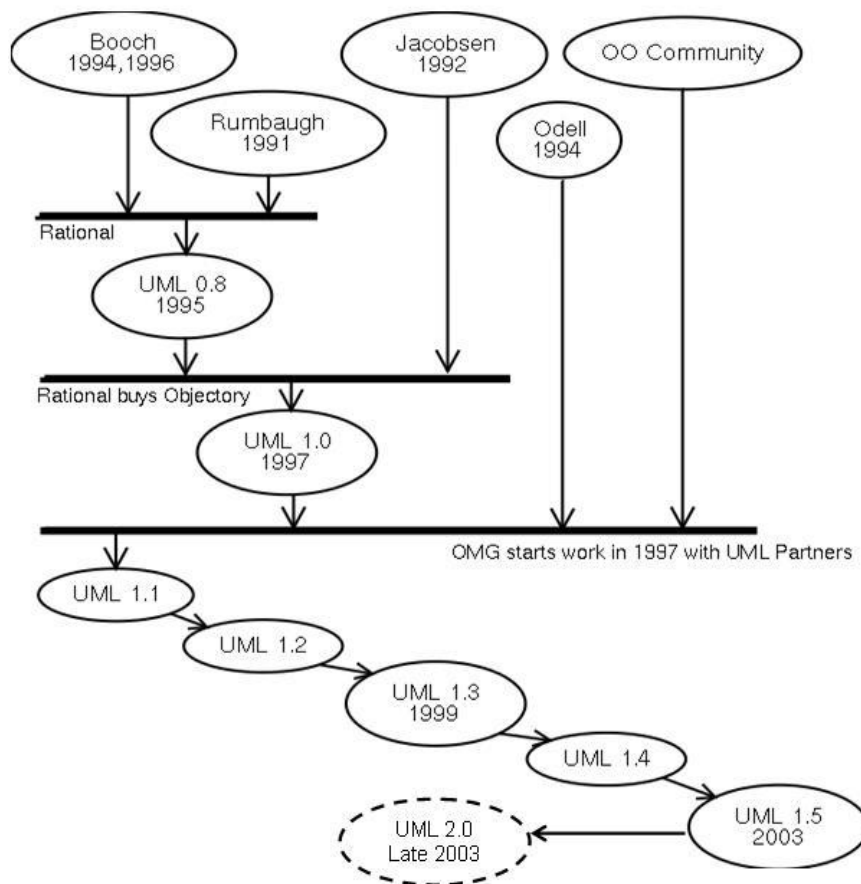 Booch
1994,1996
Jacobsen
1992
OO Community
Rumbaugh
1991
Odell
1994
Rational
UML 0.8
1995
Rational buys Objectory
UML 1.0
1997
OMG starts work in 1997 with UML Partners
UML 1.1
UML 1.2
UML 1.3
1999
UML 1.4
UML 1.5
2003
UML 2.0
Late 2003